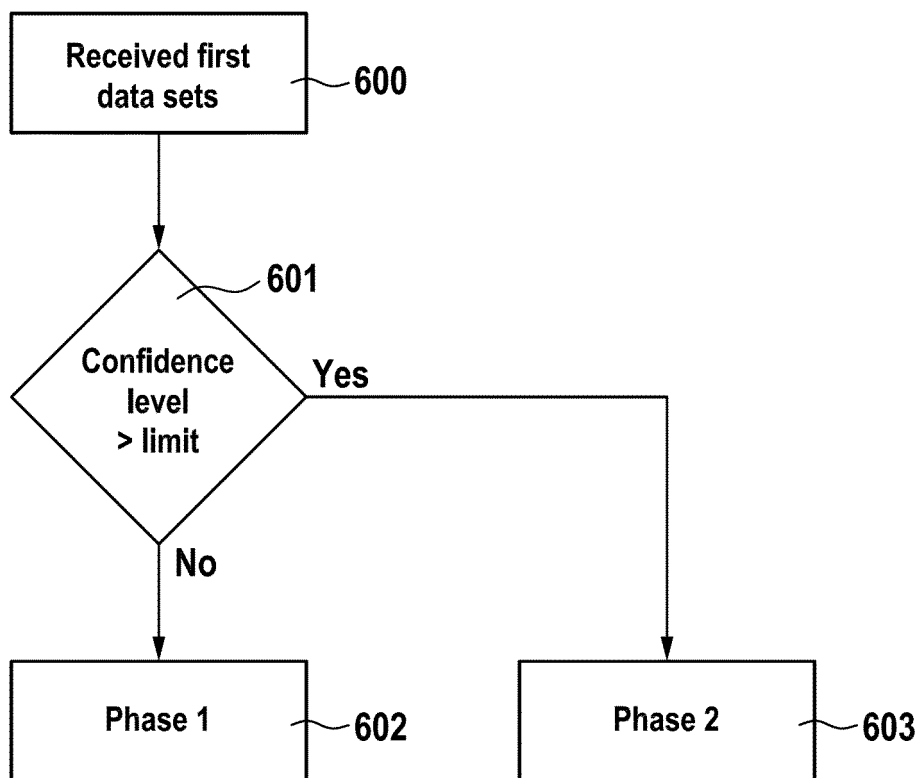 Received first
data sets
600
601
Confidence
level
> limit
Yes
No
Phase 1
602
Phase 2
603